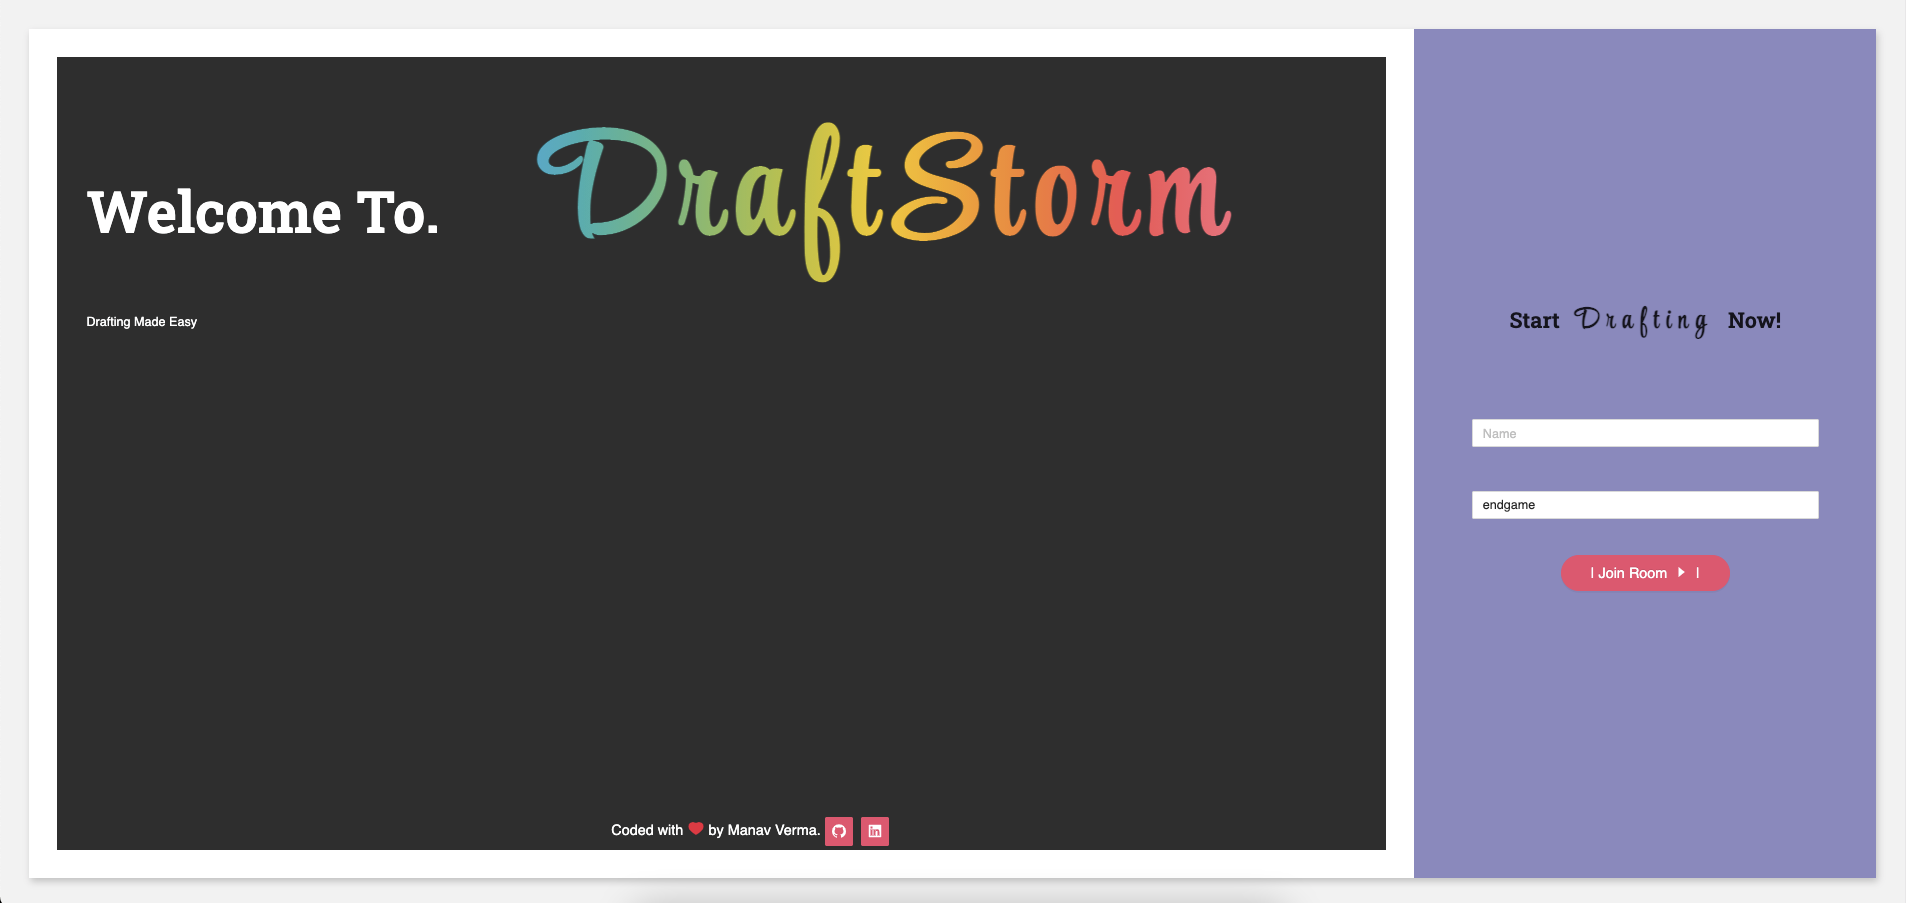 Welcome To. DraftStorm
Drafting Made Easy
Coded with ❤ by Manav Verma.
Start Drafting Now!
Name
endgame
| Join Room ▶ |